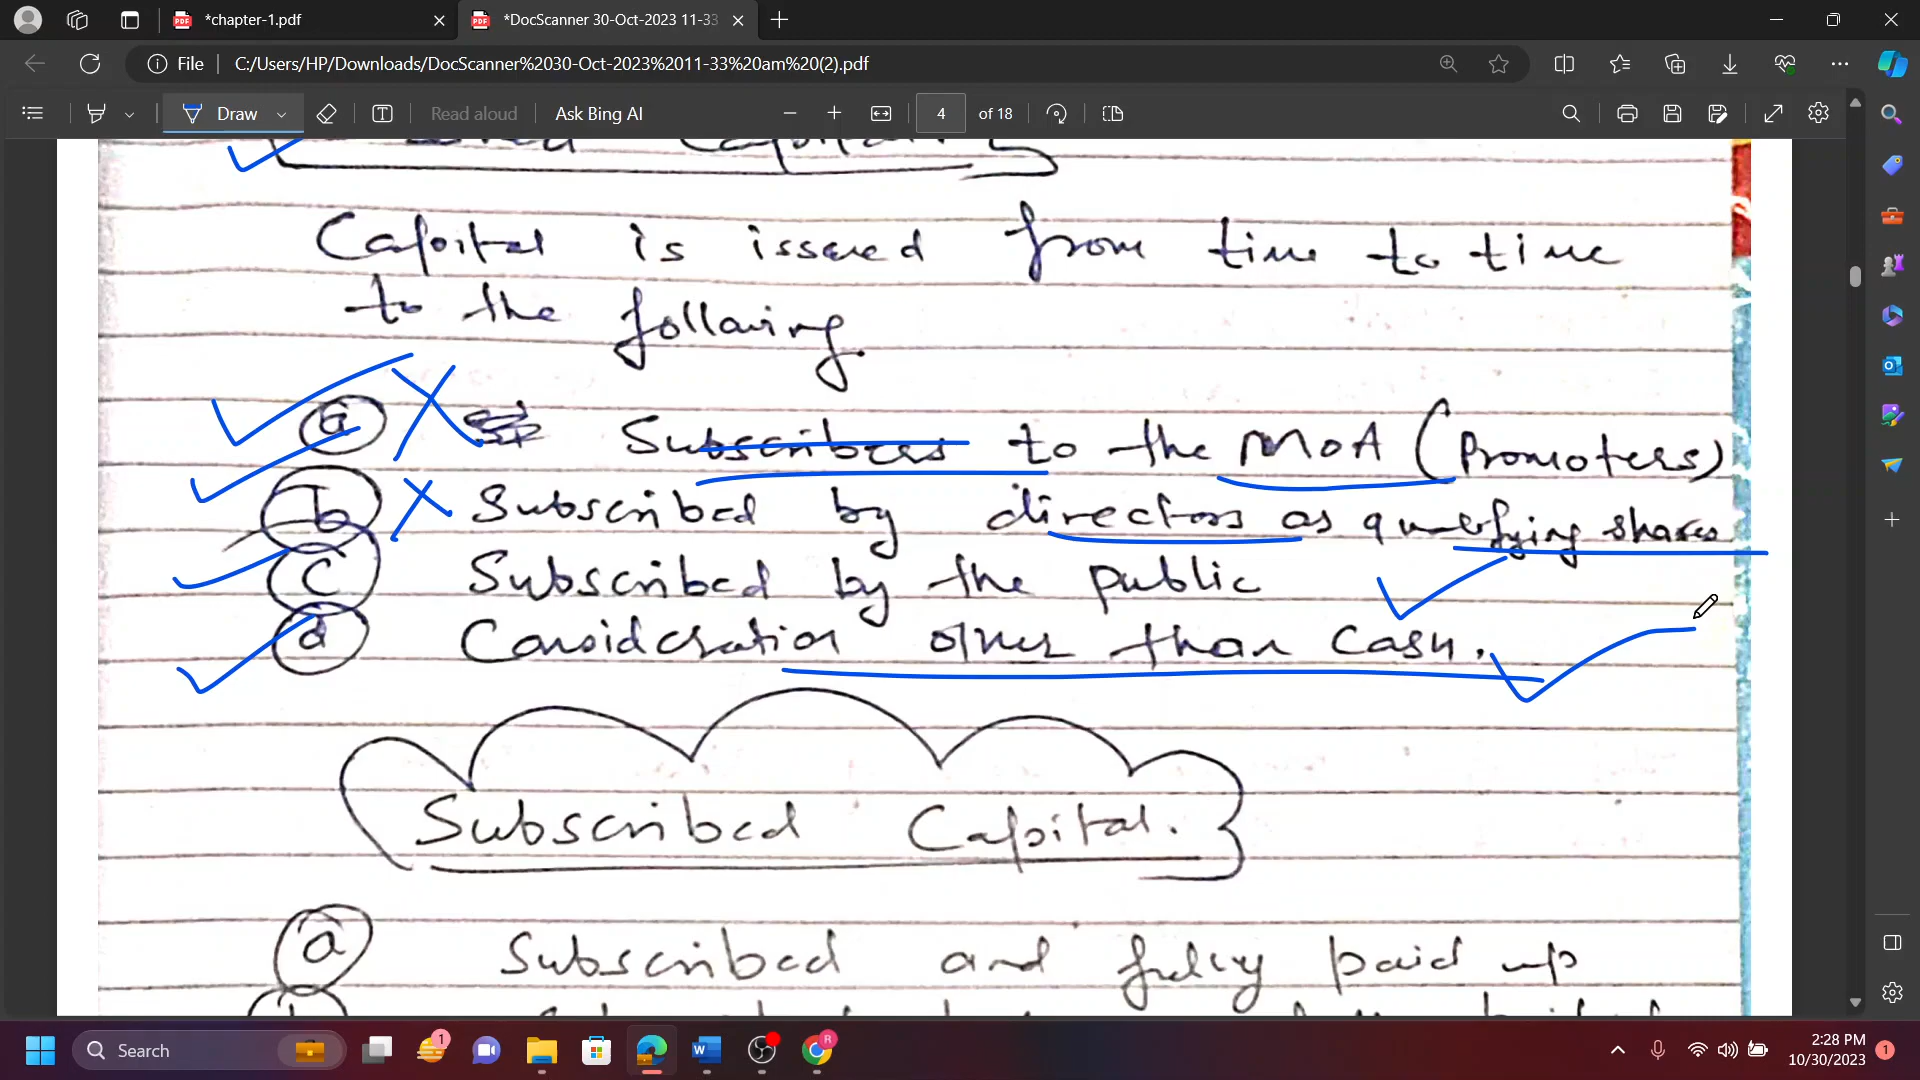 *chapter-1.pdf
*DocScanner 30-Oct-2023 11-33
File
C:/Users/HP/Downloads/DocScanner%2030-Oct-2023%2011-33%20am%20(2).pdf
Draw
Read aloud
Ask Bing AI
4
of 18
Capital is issued from time to time
to the following.
a Subscribers to the MOA (Promoters)
b Subscribed by directors as qualifying shares
c Subscribed by the public
d Consideration other than Cash.
Subscribed Capital.
a Subscribed and fully paid up
Search
1
2:28 PM
10/30/2023
1